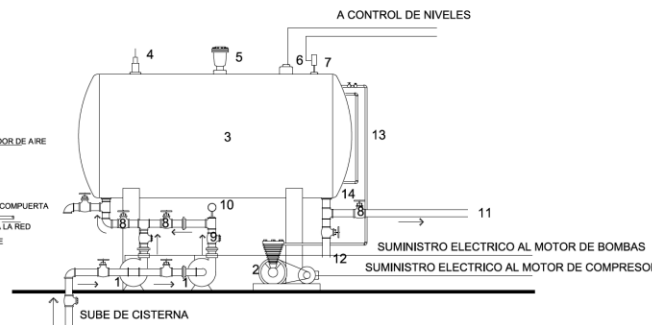 A CONTROL DE NIVELES
4
5
6
7
DOR DE AIRE
3
13
COMPUERTA
10
14
8
8
8
11
A LA RED
9
SUMINISTRO ELECTRICO AL MOTOR DE BOMBAS
12
2
SUMINISTRO ELECTRICO AL MOTOR DE COMPRESOR
1
1
SUBE DE CISTERNA